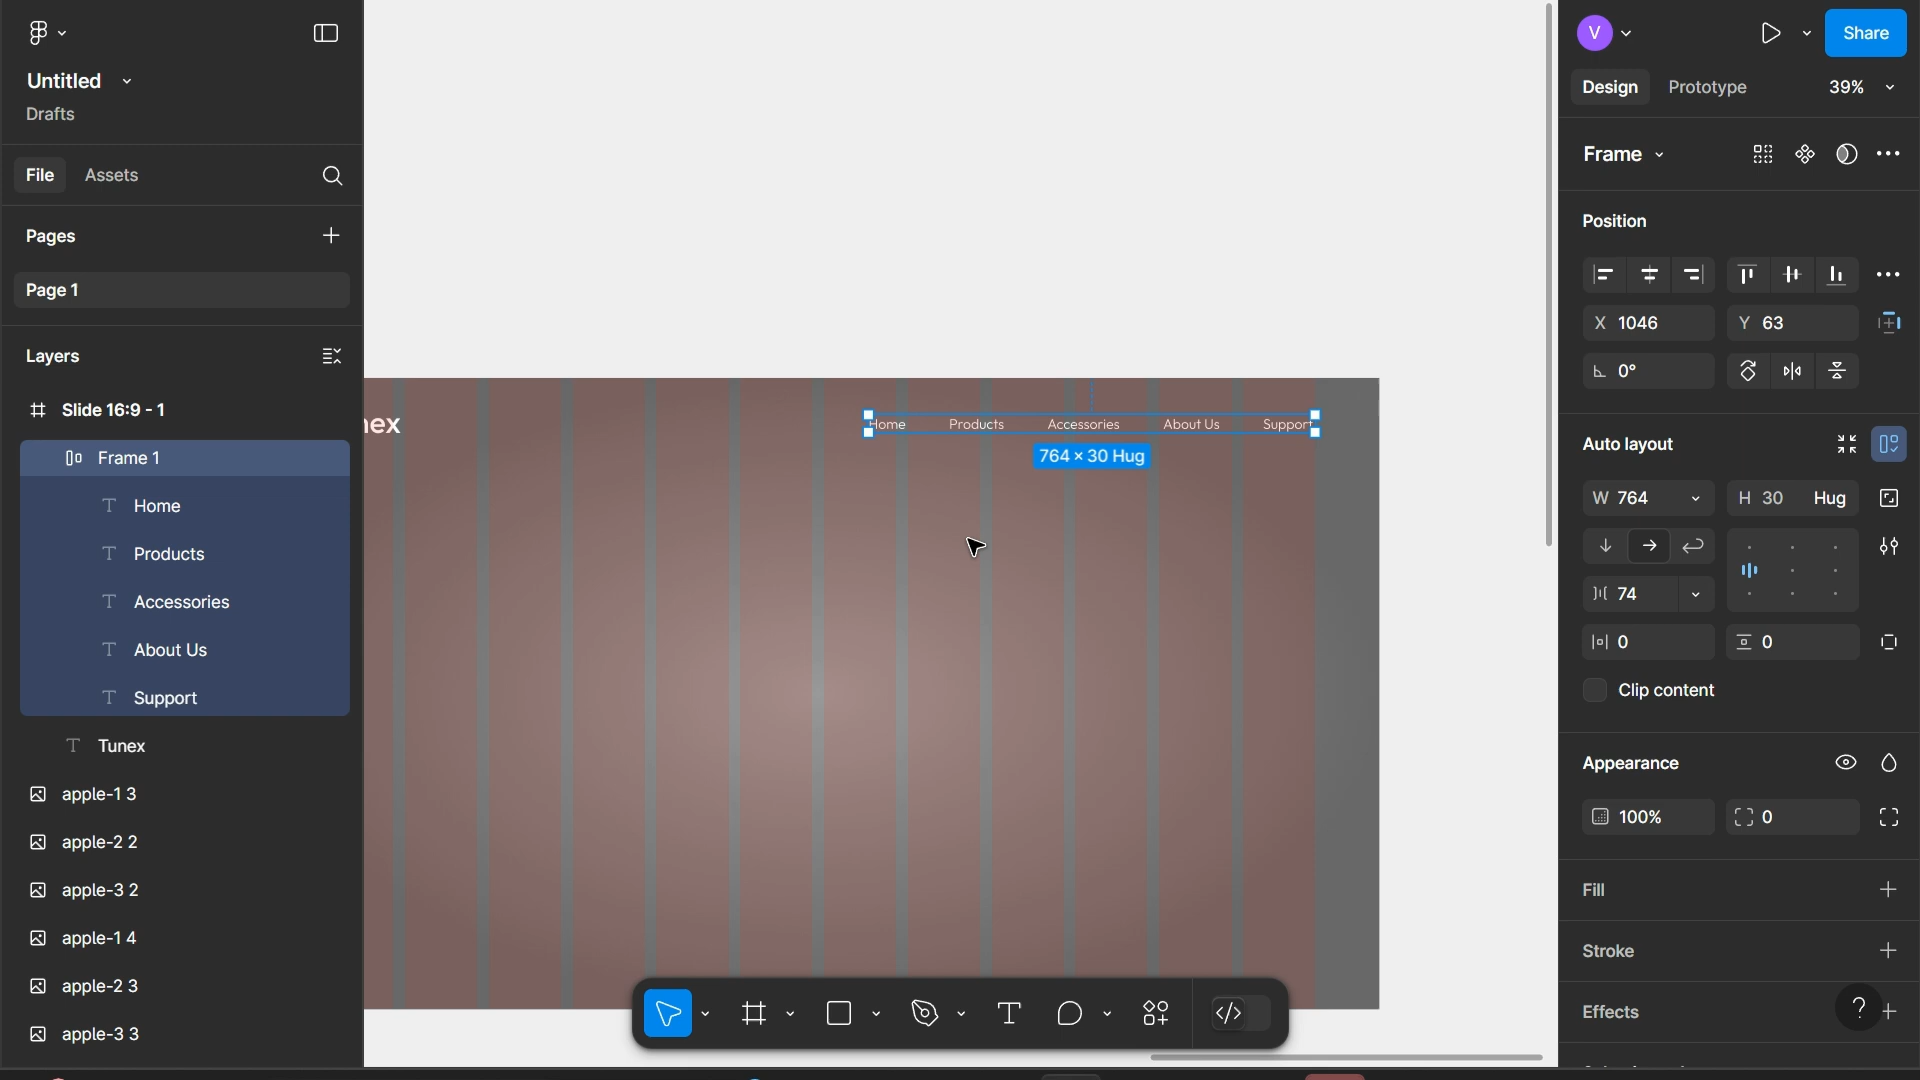 Untitled
Drafts
File
Assets
Pages
Page 1
Layers
Slide 16:9 - 1
Frame 1
Home
Products
Accessories
About Us
Support
Tunex
apple-1 3
apple-2 2
apple-3 2
apple-1 4
apple-2 3
apple-3 3
nex
Home
Products
Accessories
About Us
Support
764 × 30 Hug
V
Share
Design
Prototype
39%
Frame
Position
X 1046
Y 63
0°
Auto layout
W 764
H 30 Hug
74
0
0
Clip content
Appearance
100%
0
Fill
Stroke
Effects
?